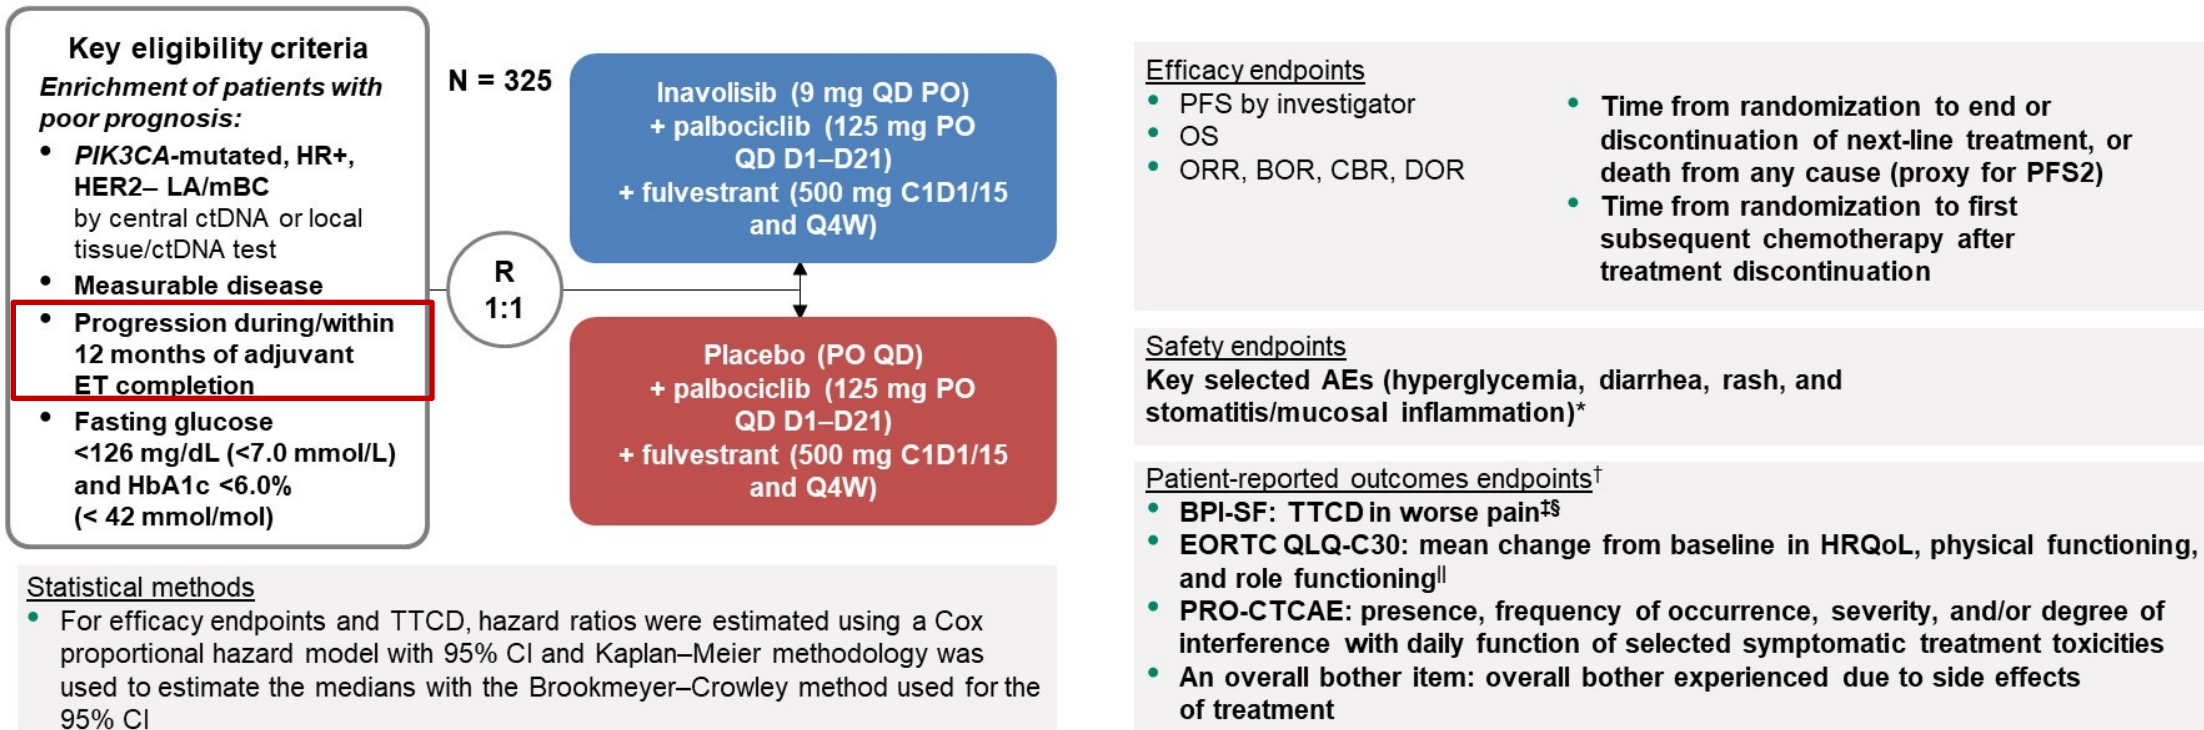 Key eligibility criteria
Enrichment of patients with
poor prognosis:
• PIK3CA-mutated, HR+,
HER2– LA/mBC
by central ctDNA or local
tissue/ctDNA test
• Measurable disease
• Progression during/within
12 months of adjuvant
ET completion
• Fasting glucose
<126 mg/dL (<7.0 mmol/L)
and HbA1c <6.0%
(< 42 mmol/mol)
N = 325
R
1:1
Inavolisib (9 mg QD PO)
+ palbociclib (125 mg PO
QD D1–D21)
+ fulvestrant (500 mg C1D1/15
and Q4W)
Placebo (PO QD)
+ palbociclib (125 mg PO
QD D1–D21)
+ fulvestrant (500 mg C1D1/15
and Q4W)
Statistical methods
• For efficacy endpoints and TTCD, hazard ratios were estimated using a Cox
proportional hazard model with 95% CI and Kaplan–Meier methodology was
used to estimate the medians with the Brookmeyer–Crowley method used for the
95% CI
Efficacy endpoints
• PFS by investigator
• OS
• ORR, BOR, CBR, DOR
• Time from randomization to end or
discontinuation of next-line treatment, or
death from any cause (proxy for PFS2)
• Time from randomization to first
subsequent chemotherapy after
treatment discontinuation
Safety endpoints
Key selected AEs (hyperglycemia, diarrhea, rash, and
stomatitis/mucosal inflammation)*
Patient-reported outcomes endpoints†
• BPI-SF: TTCD in worse pain‡§
• EORTC QLQ-C30: mean change from baseline in HRQoL, physical functioning,
and role functioning||
• PRO-CTCAE: presence, frequency of occurrence, severity, and/or degree of
interference with daily function of selected symptomatic treatment toxicities
• An overall bother item: overall bother experienced due to side effects
of treatment